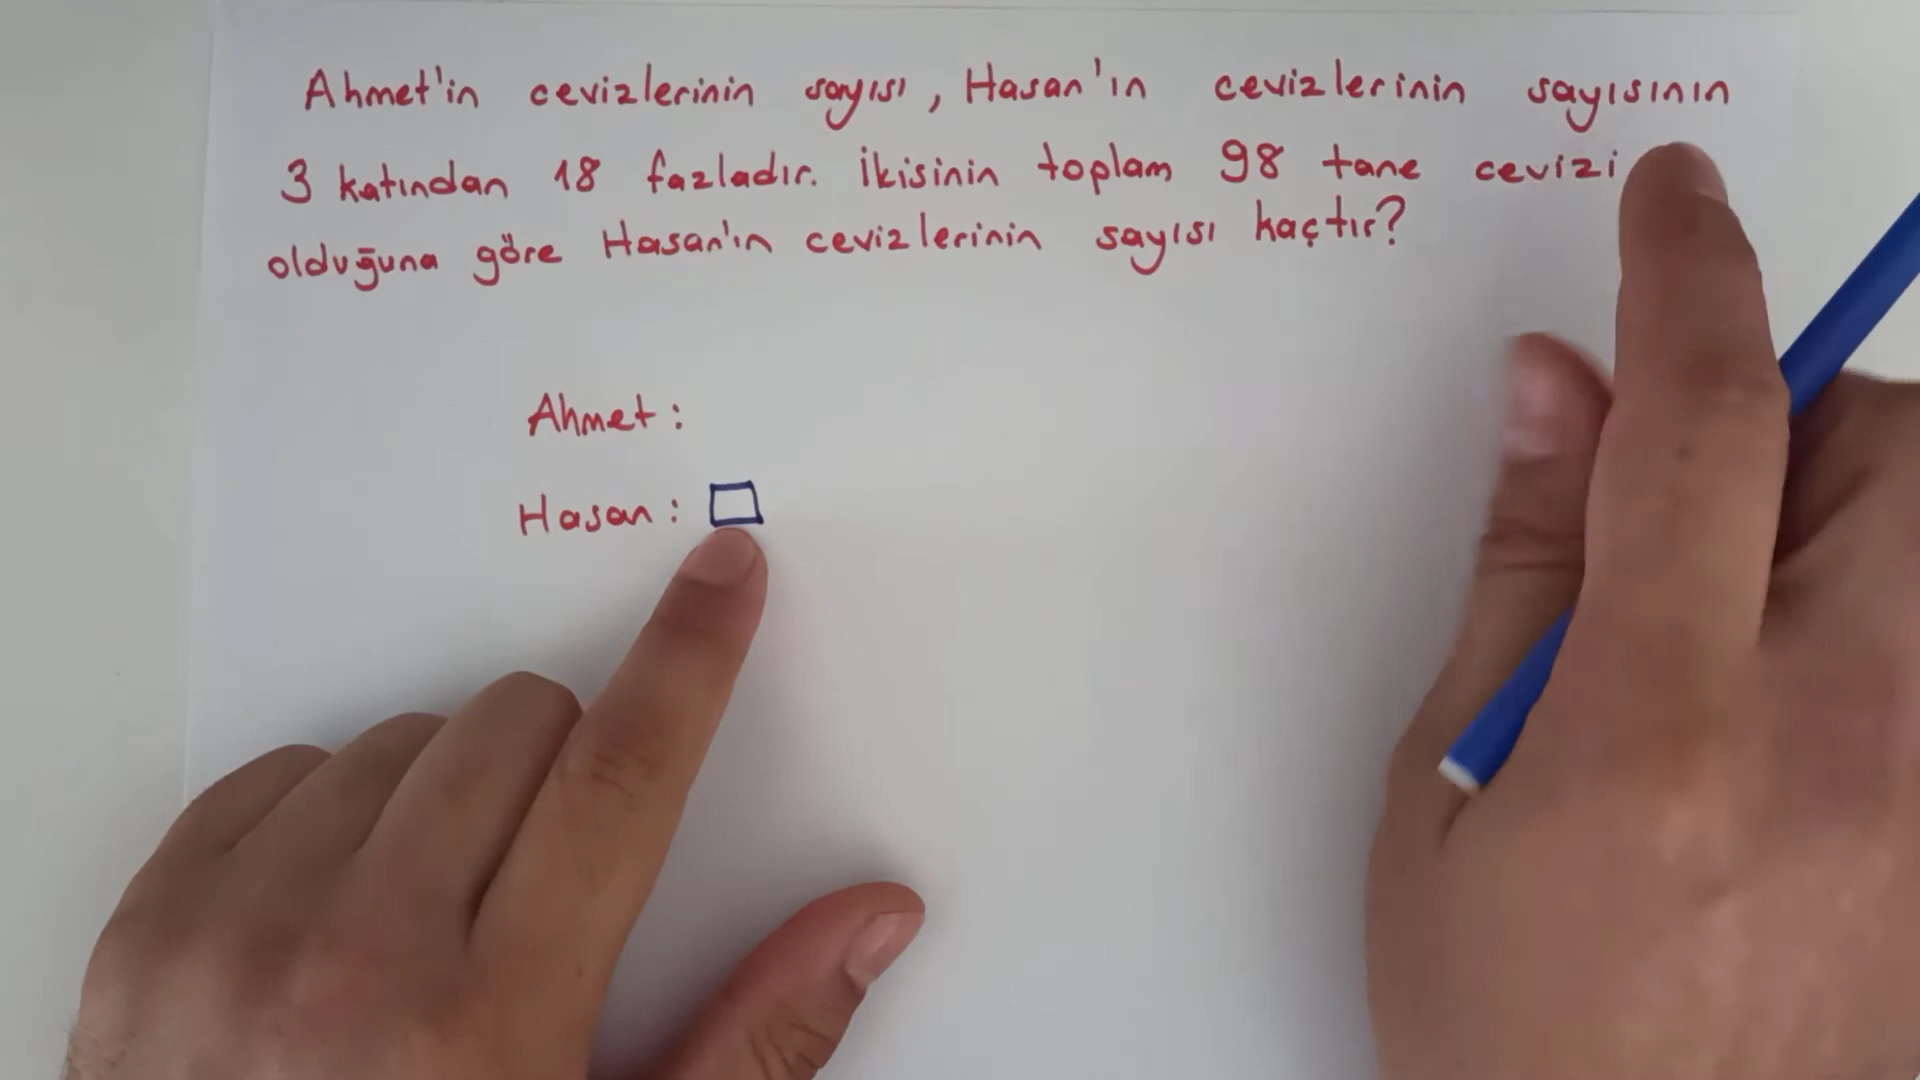 Ahmet'in cevizlerinin sayısı, Hasan'ın cevizlerinin sayısının
3 katından 18 fazladır. İkisinin toplam 98 tane cevizi
olduğuna göre Hasan'ın cevizlerinin sayısı kaçtır?
Ahmet :
Hasan :